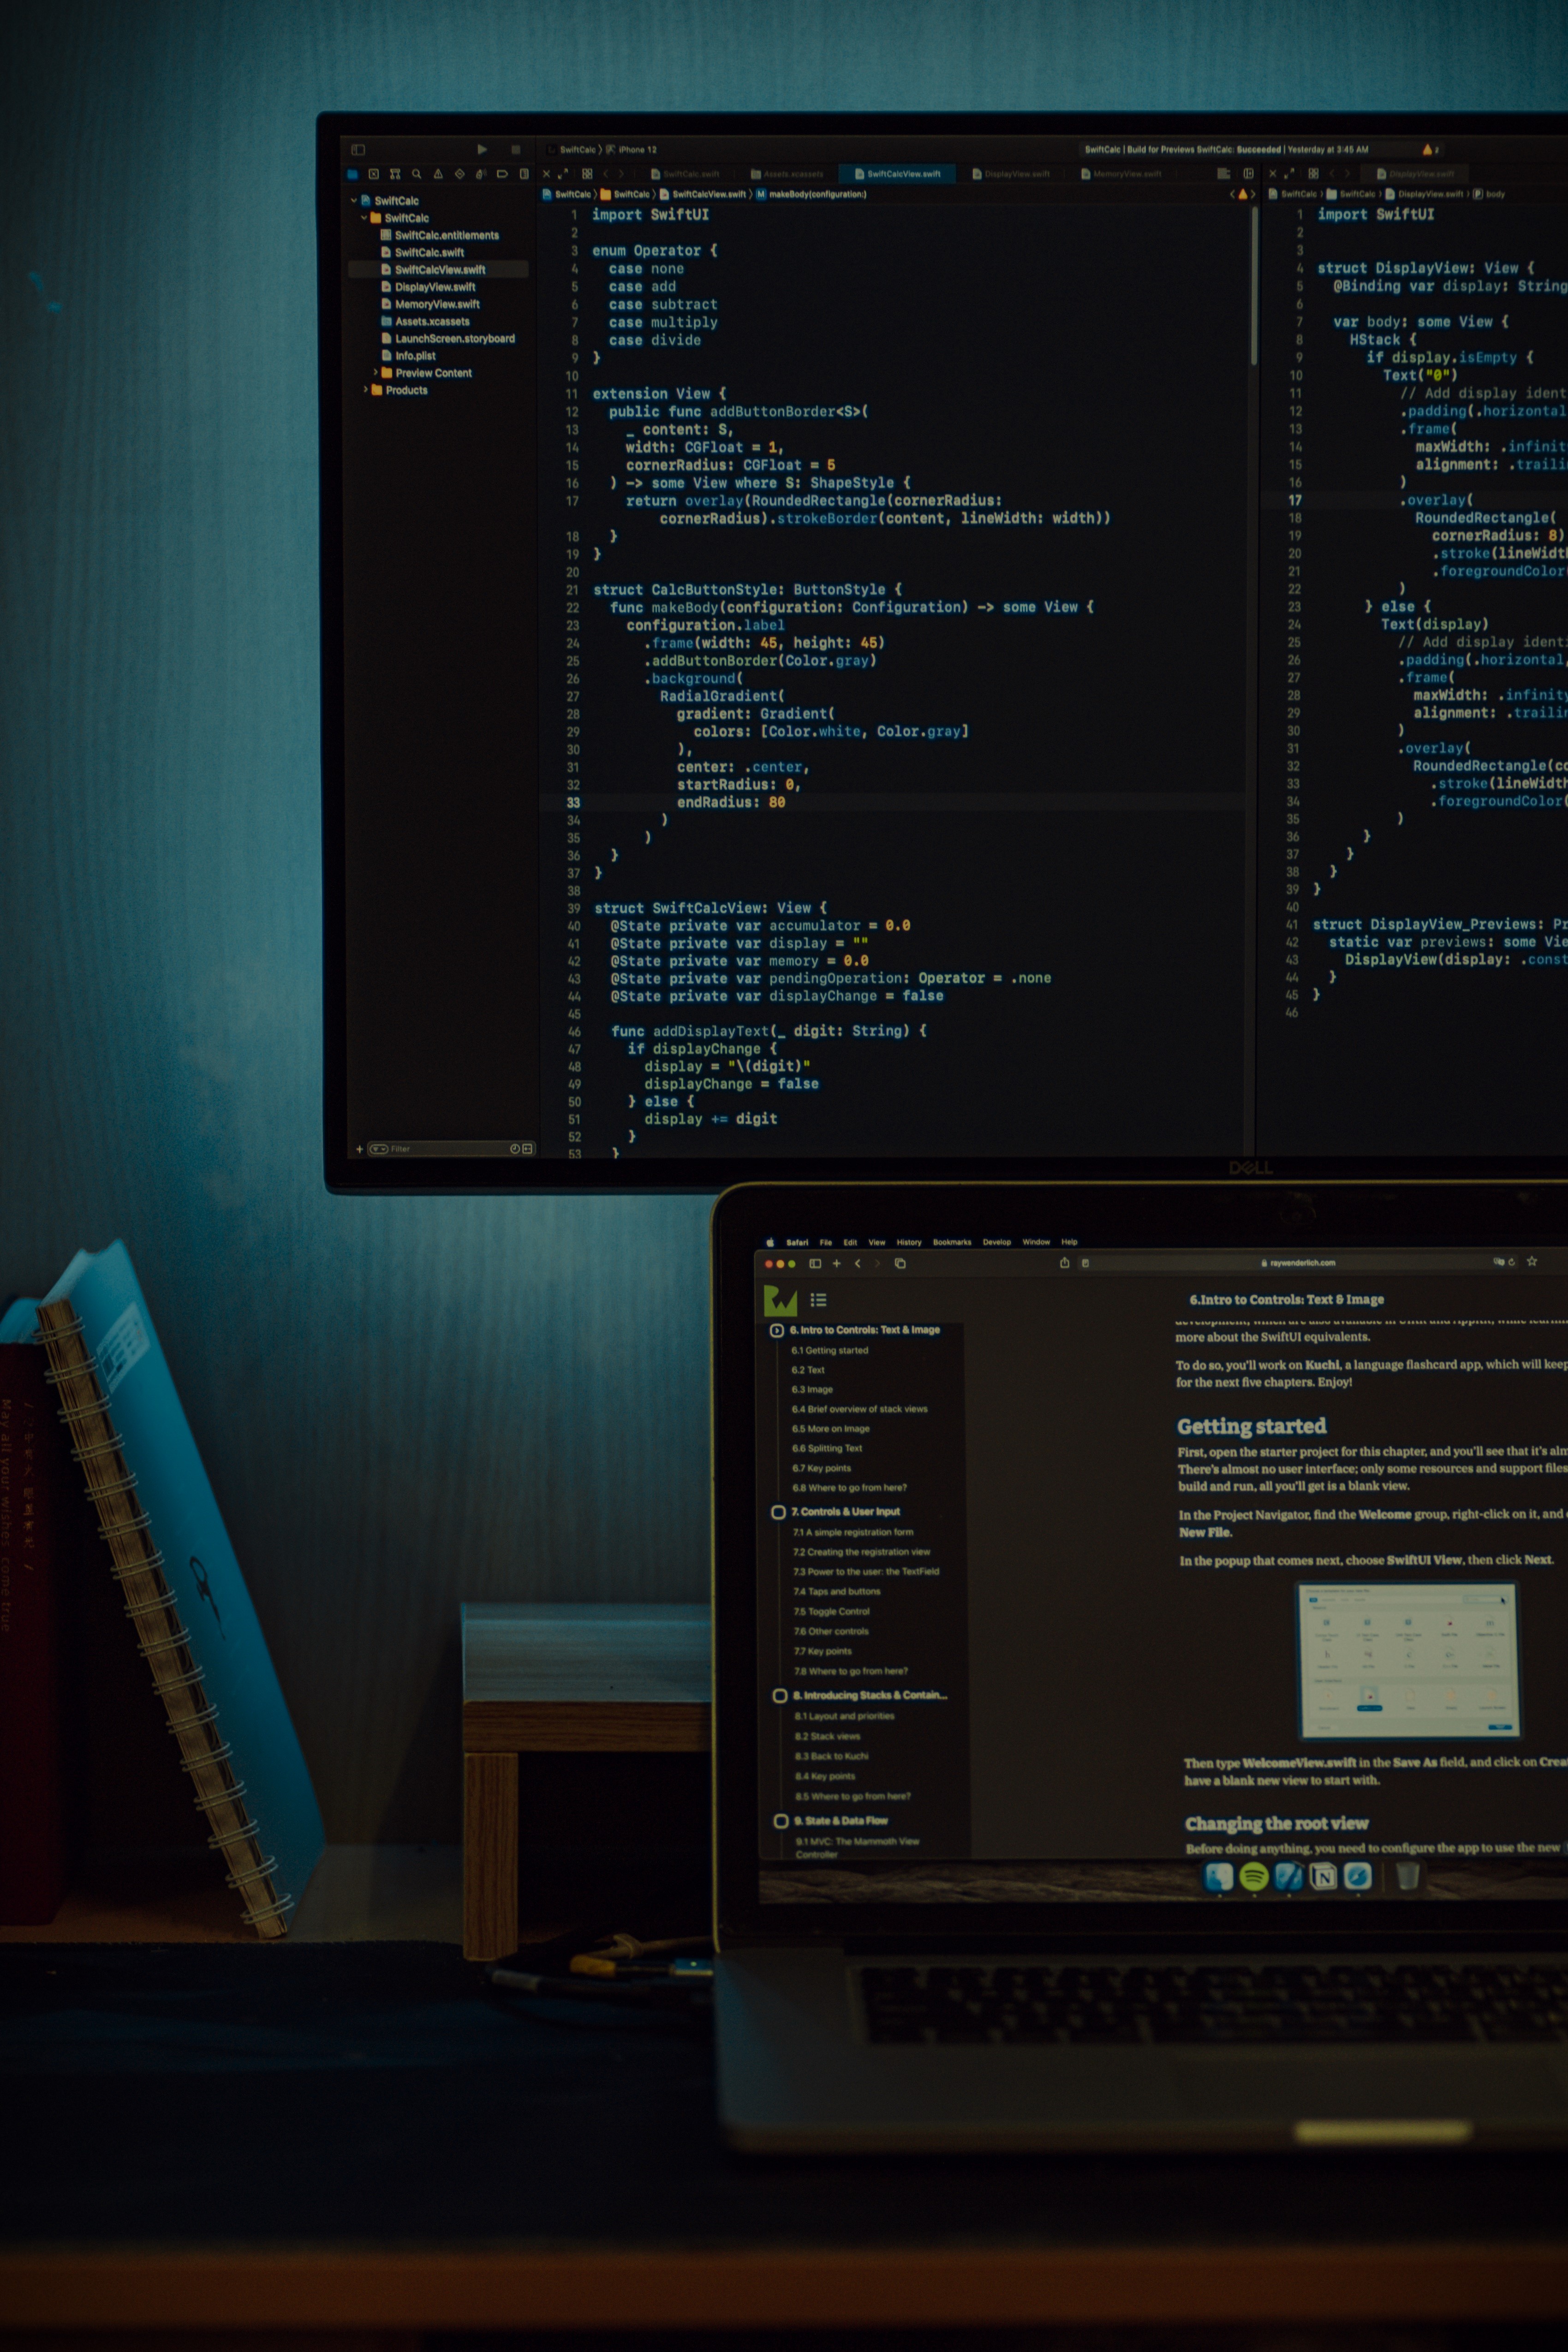 SwiftCalc
iPhone 12
SwiftCalc | Build for Previews SwiftCalc: Succeeded | Yesterday at 3:45 AM
2
SwiftCalc.swift
Assets.xcassets
SwiftCalcView.swift
DisplayView.swift
MemoryView.swift
DisplayView.swift
SwiftCalc
SwiftCalc
SwiftCalc.entitlements
SwiftCalc.swift
SwiftCalcView.swift
DisplayView.swift
MemoryView.swift
Assets.xcassets
LaunchScreen.storyboard
Info.plist
Preview Content
Products
Filter
SwiftCalc SwiftCalc SwiftCalcView.swift M makeBody(configuration:)
1 import SwiftUI
2
3 enum Operator {
4 case none
5 case add
6 case subtract
7 case multiply
8 case divide
9 }
10
11 extension View {
12 public func addButtonBorder<S>(
13 _ content: S,
14 width: CGFloat = 1,
15 cornerRadius: CGFloat = 5
16 ) -> some View where S: ShapeStyle {
17 return overlay(RoundedRectangle(cornerRadius:
cornerRadius).strokeBorder(content, lineWidth: width))
18 }
19 }
20
21 struct CalcButtonStyle: ButtonStyle {
22 func makeBody(configuration: Configuration) -> some View {
23 configuration.label
24 .frame(width: 45, height: 45)
25 .addButtonBorder(Color.gray)
26 .background(
27 RadialGradient(
28 gradient: Gradient(
29 colors: [Color.white, Color.gray]
30 ),
31 center: .center,
32 startRadius: 0,
33 endRadius: 80
34 )
35 )
36 }
37 }
38
39 struct SwiftCalcView: View {
40 @State private var accumulator = 0.0
41 @State private var display = ""
42 @State private var memory = 0.0
43 @State private var pendingOperation: Operator = .none
44 @State private var displayChange = false
45
46 func addDisplayText(_ digit: String) {
47 if displayChange {
48 display = "\(digit)"
49 displayChange = false
50 } else {
51 display += digit
52 }
53 }
SwiftCalc SwiftCalc DisplayView.swift P body
1 import SwiftUI
2
3
4 struct DisplayView: View {
5 @Binding var display: String
6
7 var body: some View {
8 HStack {
9 if display.isEmpty {
10 Text("0")
11 // Add display ident
12 .padding(.horizontal
13 .frame(
14 maxWidth: .infinit
15 alignment: .traili
16 )
17 .overlay(
18 RoundedRectangle(
19 cornerRadius: 8)
20 .stroke(lineWidt
21 .foregroundColor
22 )
23 } else {
24 Text(display)
25 // Add display identi
26 .padding(.horizontal,
27 .frame(
28 maxWidth: .infinity
29 alignment: .trailin
30 )
31 .overlay(
32 RoundedRectangle(co
33 .stroke(lineWidth
34 .foregroundColor(
35 )
36 }
37 }
38 }
39 }
40
41 struct DisplayView_Previews: Pr
42 static var previews: some Vie
43 DisplayView(display: .const
44 }
45 }
46
DELL
Safari File Edit View History Bookmarks Develop Window Help
raywenderlich.com
6.Intro to Controls: Text & Image
6. Intro to Controls: Text & Image
6.1 Getting started
6.2 Text
6.3 Image
6.4 Brief overview of stack views
6.5 More on Image
6.6 Splitting Text
6.7 Key points
6.8 Where to go from here?
7. Controls & User Input
7.1 A simple registration form
7.2 Creating the registration view
7.3 Power to the user: the TextField
7.4 Taps and buttons
7.5 Toggle Control
7.6 Other controls
7.7 Key points
7.8 Where to go from here?
8. Introducing Stacks & Contain...
8.1 Layout and priorities
8.2 Stack views
8.3 Back to Kuchi
8.4 Key points
8.5 Where to go from here?
9. State & Data Flow
9.1 MVC: The Mammoth View
Controller
more about the SwiftUI equivalents.
To do so, you'll work on Kuchi, a language flashcard app, which will keep
for the next five chapters. Enjoy!
Getting started
First, open the starter project for this chapter, and you'll see that it's alm
There's almost no user interface; only some resources and support files
build and run, all you'll get is a blank view.
In the Project Navigator, find the Welcome group, right-click on it, and
New File.
In the popup that comes next, choose SwiftUI View, then click Next.
Then type WelcomeView.swift in the Save As field, and click on Crea
have a blank new view to start with.
Changing the root view
Before doing anything, you need to configure the app to use the new
May all your wishes come true